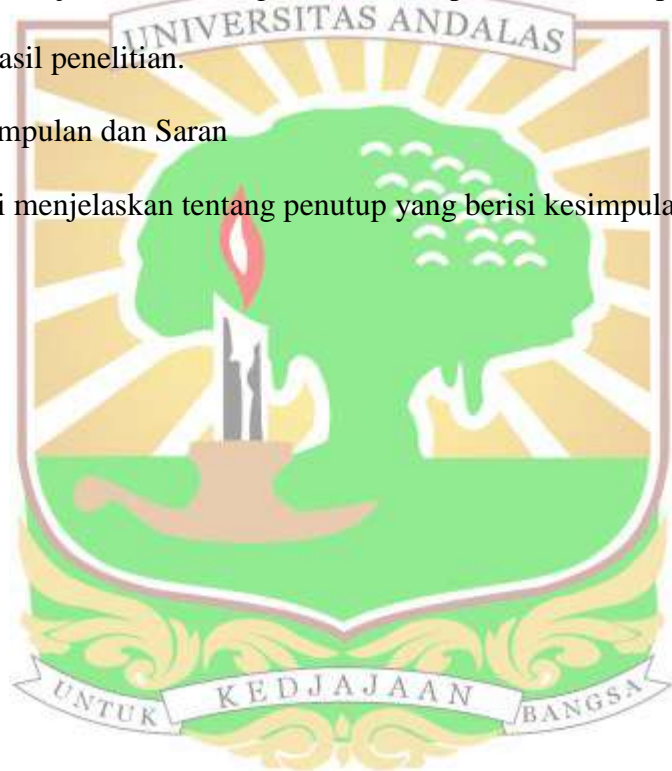 UNIVERSITAS ANDALAS
asil penelitian.
mpulan dan Saran
i menjelaskan tentang penutup yang berisi kesimpula
UNTUK KEDJAJAAN BANGSA